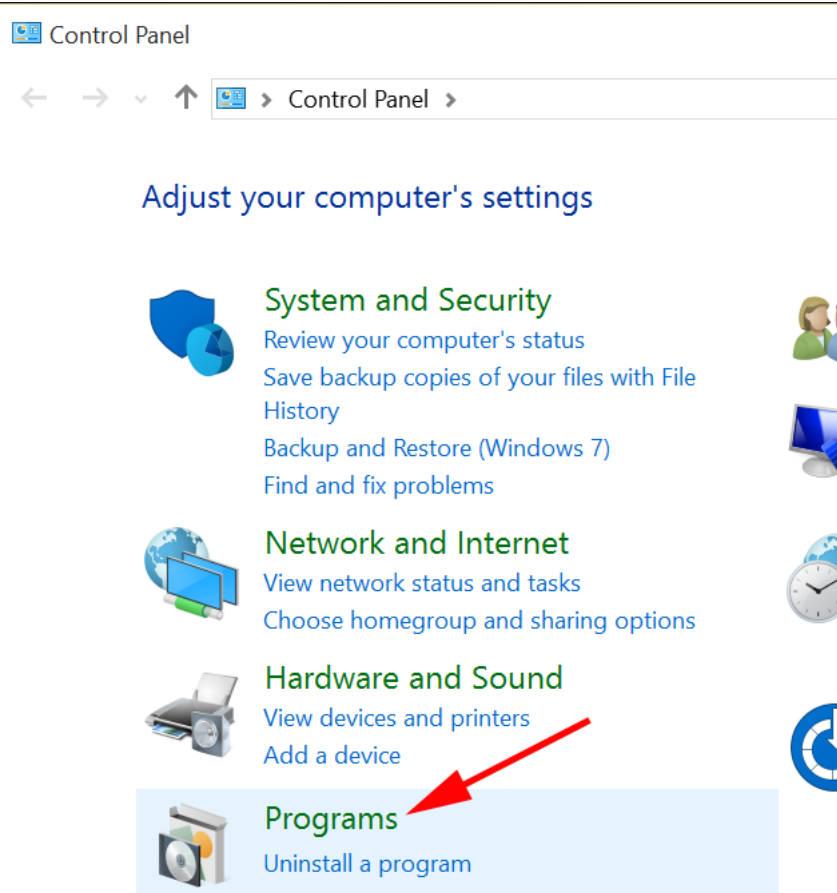 Control Panel
Control Panel
Adjust your computer's settings
System and Security
Review your computer's status
Save backup copies of your files with File
History
Backup and Restore (Windows 7)
Find and fix problems
Network and Internet
View network status and tasks
Choose homegroup and sharing options
Hardware and Sound
View devices and printers
Add a device
Programs
Uninstall a program